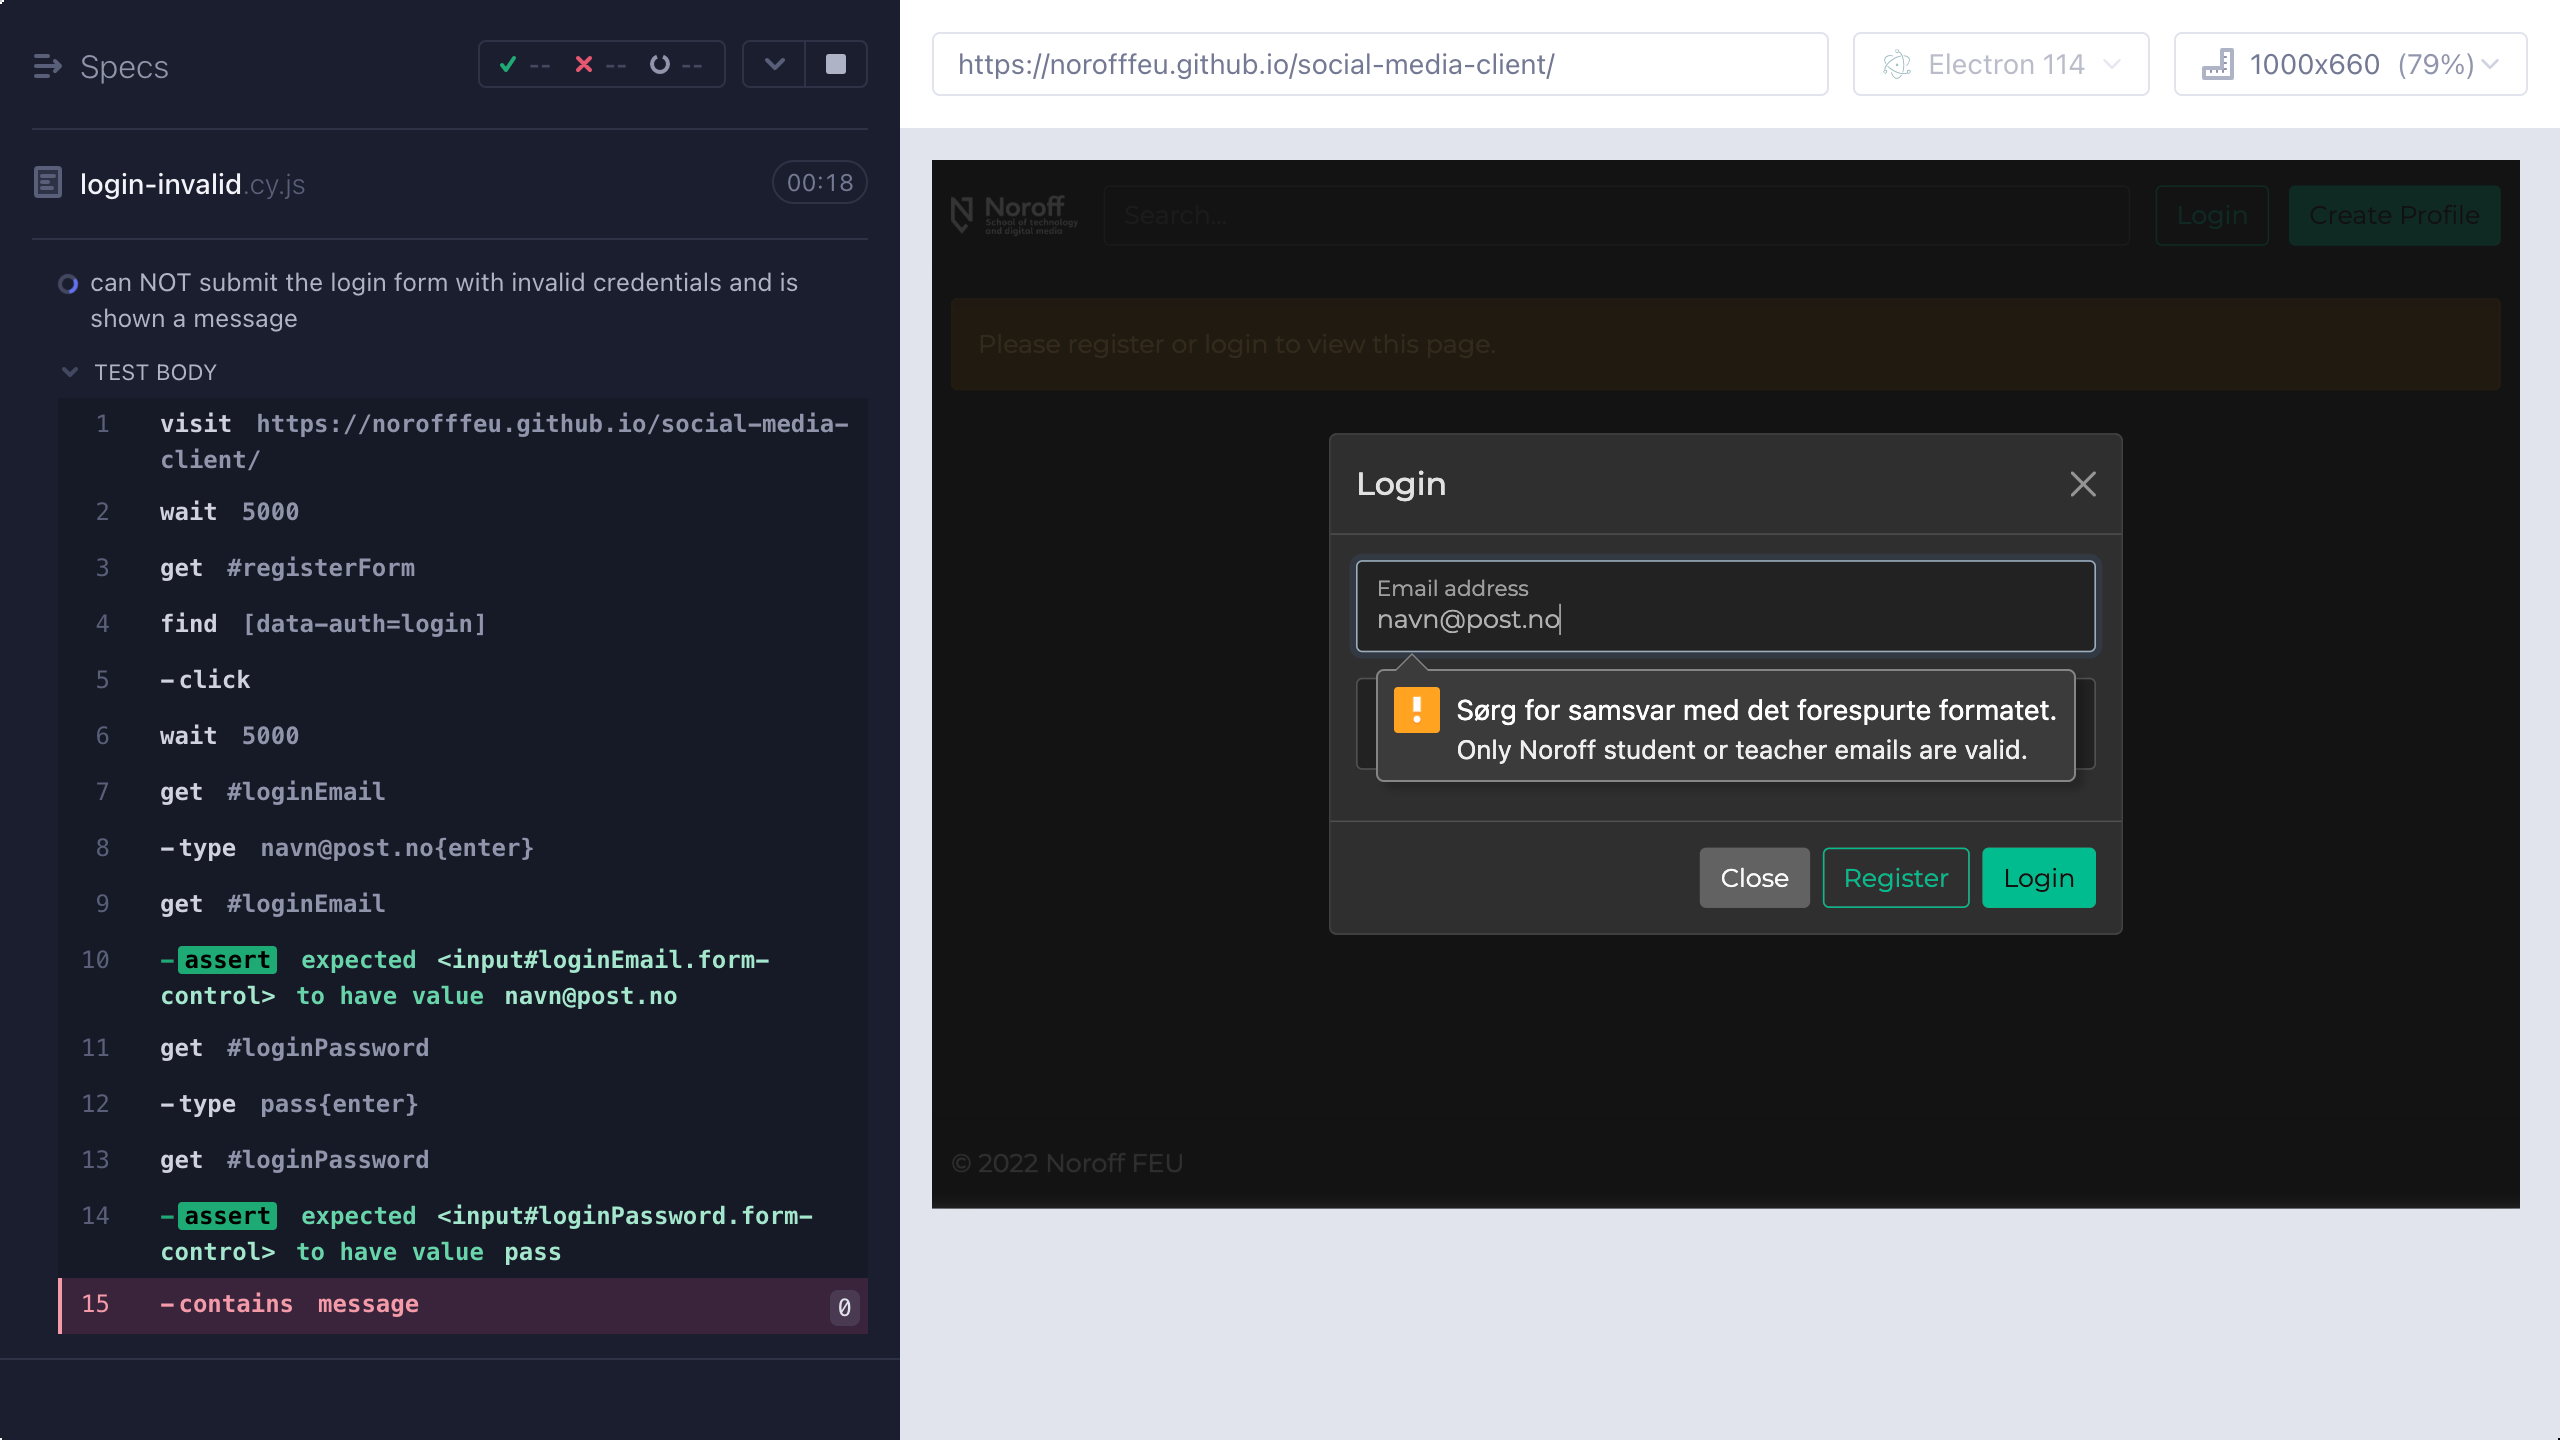 Specs
-- -- --
login-invalid.cy.js
00:18
can NOT submit the login form with invalid credentials and is
shown a message
TEST BODY
1 visit https://norofffeu.github.io/social-media-
client/
2 wait 5000
3 get #registerForm
4 find [data-auth=login]
5 -click
6 wait 5000
7 get #loginEmail
8 -type navn@post.no{enter}
9 get #loginEmail
10 -assert expected <input#loginEmail.form-
control> to have value navn@post.no
11 get #loginPassword
12 -type pass{enter}
13 get #loginPassword
14 -assert expected <input#loginPassword.form-
control> to have value pass
15 -contains message 0
https://norofffeu.github.io/social-media-client/
Electron 114
1000x660 (79%)
Noroff
School of technology
and digital media
Search...
Login
Create Profile
Please register or login to view this page.
Login
Email address
navn@post.no
Sørg for samsvar med det forespurte formatet.
Only Noroff student or teacher emails are valid.
Close
Register
Login
© 2022 Noroff FEU